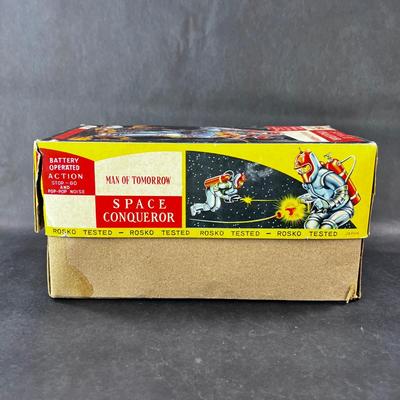 BATTERY
OPERATED
ACTION
STOP-GO
AND
POP-POP NOISE
MAN OF TOMORROW
SPACE
CONQUEROR
ROSKO TESTED — ROSKO TESTED — ROSKO TESTED — ROSKO TESTED
JAPAN